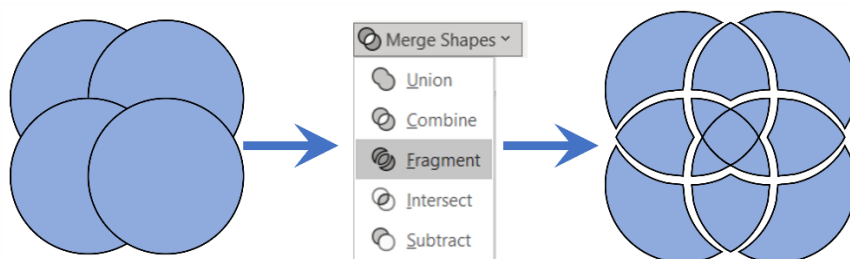 Merge Shapes
Union
Combine
Fragment
Intersect
Subtract